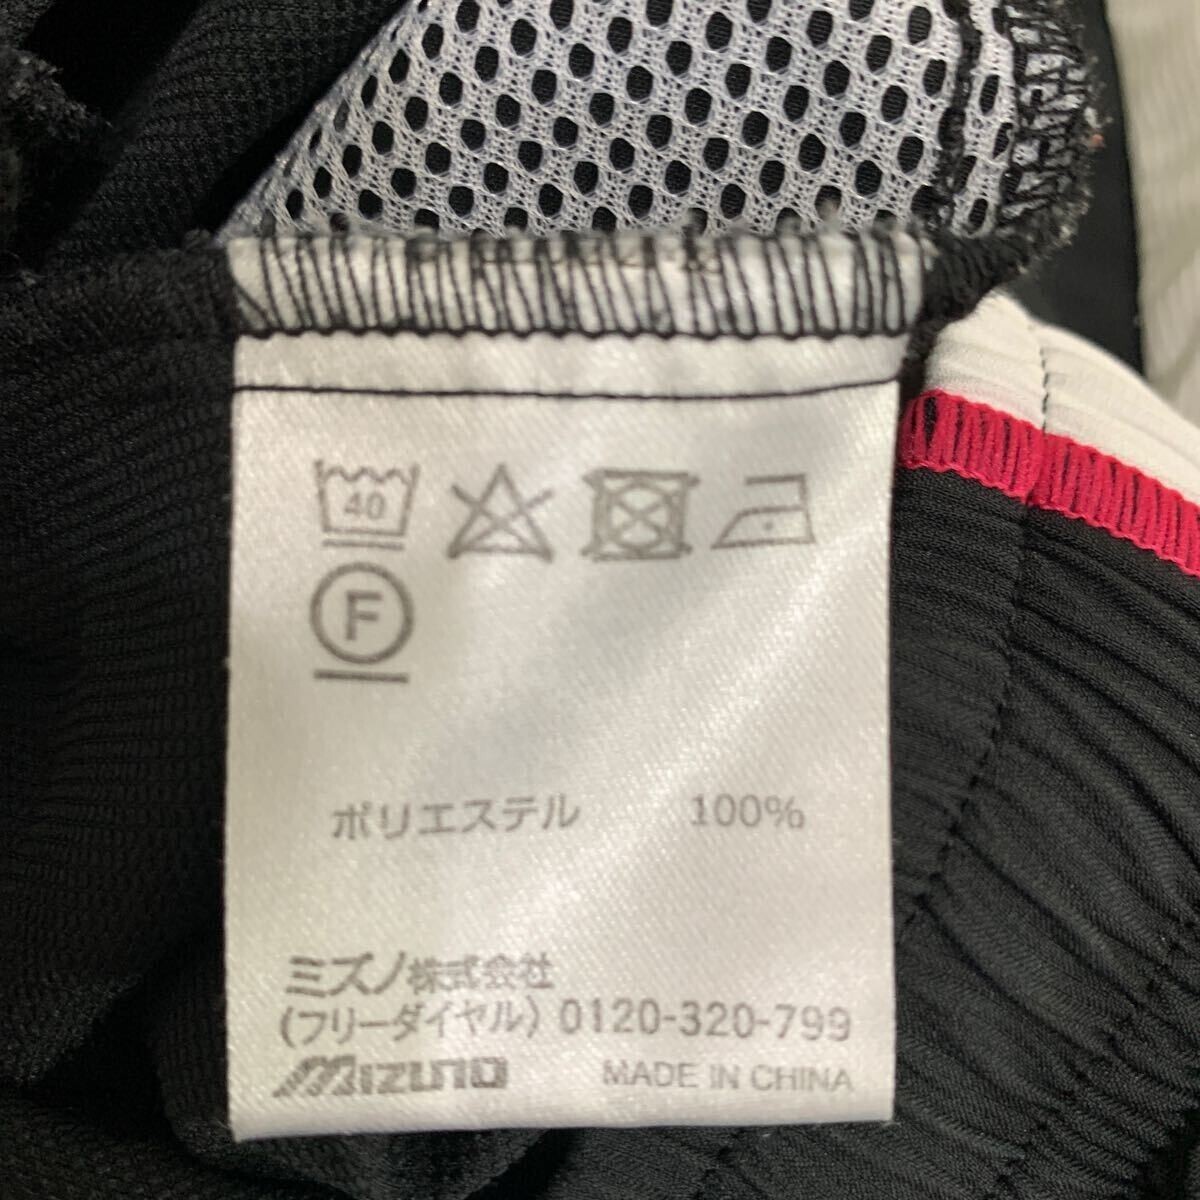 40
F
ポリエステル 100%
ミズノ株式会社
(フリーダイヤル) 0120-320-799
MIZUNO MADE IN CHINA